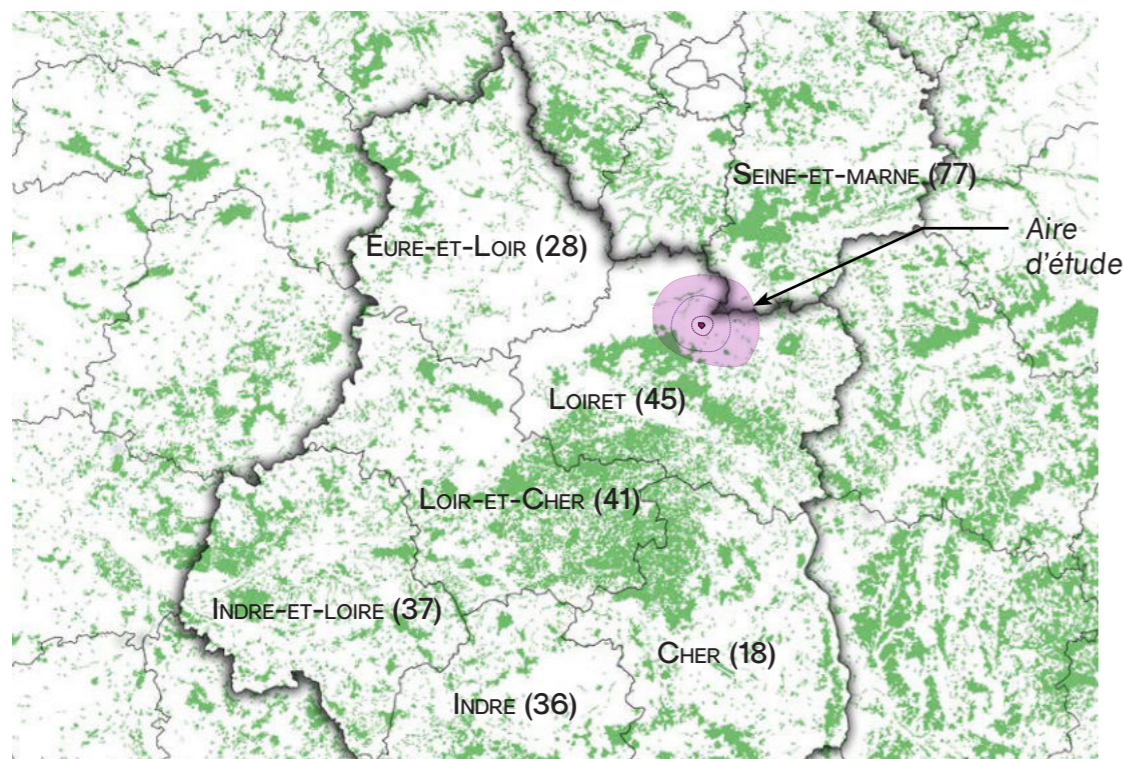 Seine-et-marne (77)
Aire
d'étude
Eure-et-Loir (28)
Loiret (45)
Loir-et-Cher (41)
Indre-et-loire (37)
Cher (18)
Indre (36)